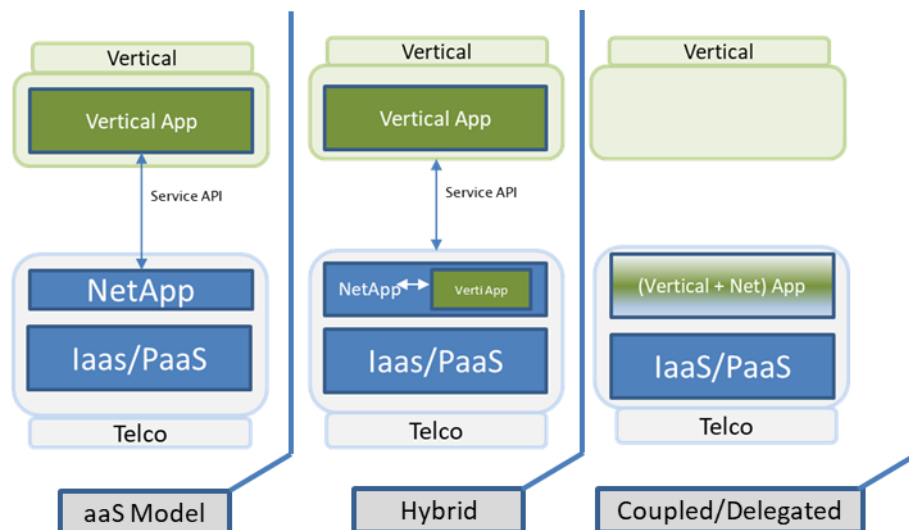 Vertical
Vertical App
Service API
NetApp
Iaas/PaaS
Telco
aaS Model
Vertical
Vertical App
Service API
NetApp
Verti App
Iaas/PaaS
Telco
Hybrid
Vertical
(Vertical + Net) App
IaaS/PaaS
Telco
Coupled/Delegated